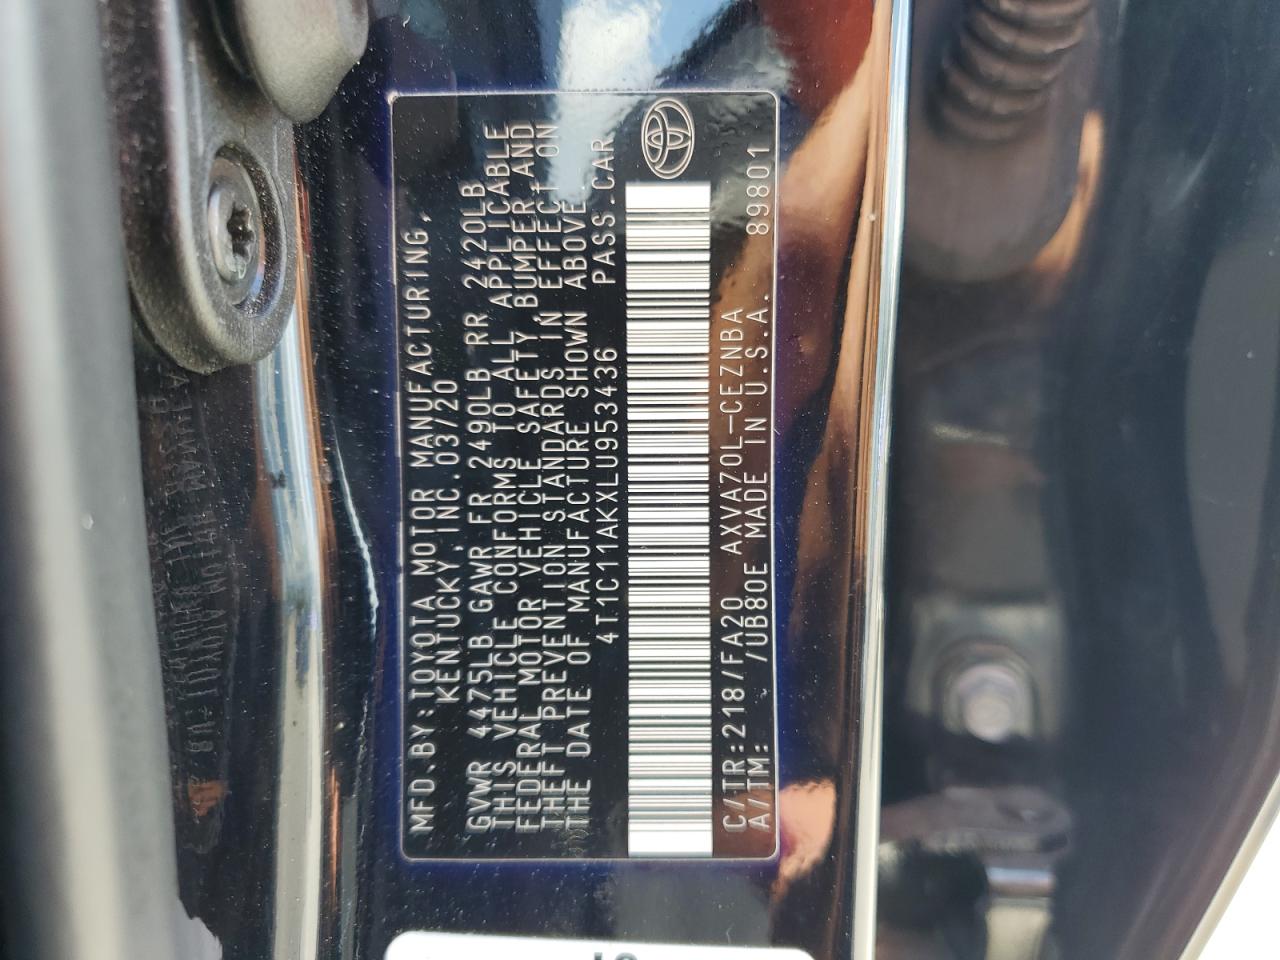 MFD.BY:TOYOTA MOTOR MANUFACTURING,
KENTUCKY,INC.03/20
GVWR 4475LB GAWR FR 2490LB RR 2420LB
THIS VEHICLE CONFORMS TO ALL APPLICABLE
FEDERAL MOTOR VEHICLE SAFETY,BUMPER,AND
THEFT PREVENTION STANDARDS IN EFFECT ON
THE DATE OF MANUFACTURE SHOWN ABOVE.
4T1C11AKXLU953436 PASS.CAR
C/TR:218/FA20 AXVA70L-CEZNBA
A/TM: -/UB80E MADE IN U.S.A. 89801